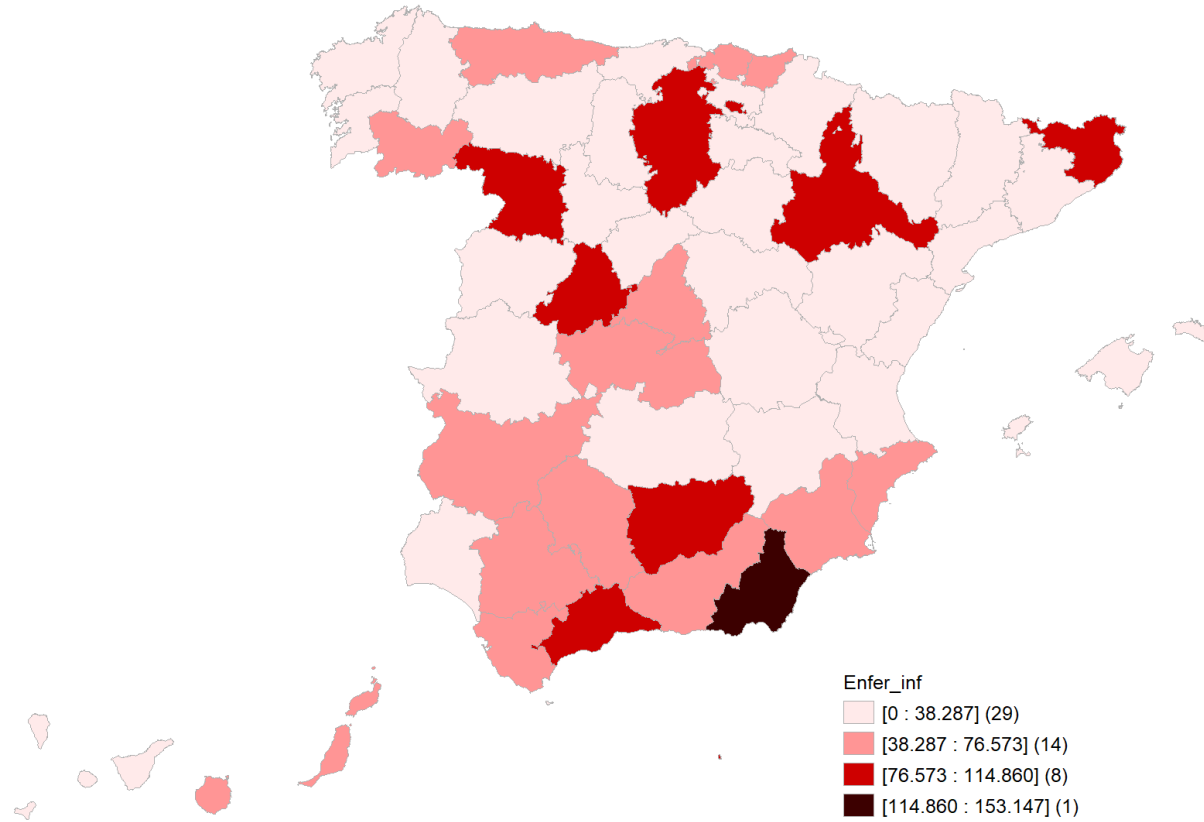 Enfer_inf
[0 : 38.287] (29)
[38.287 : 76.573] (14)
[76.573 : 114.860] (8)
[114.860 : 153.147] (1)